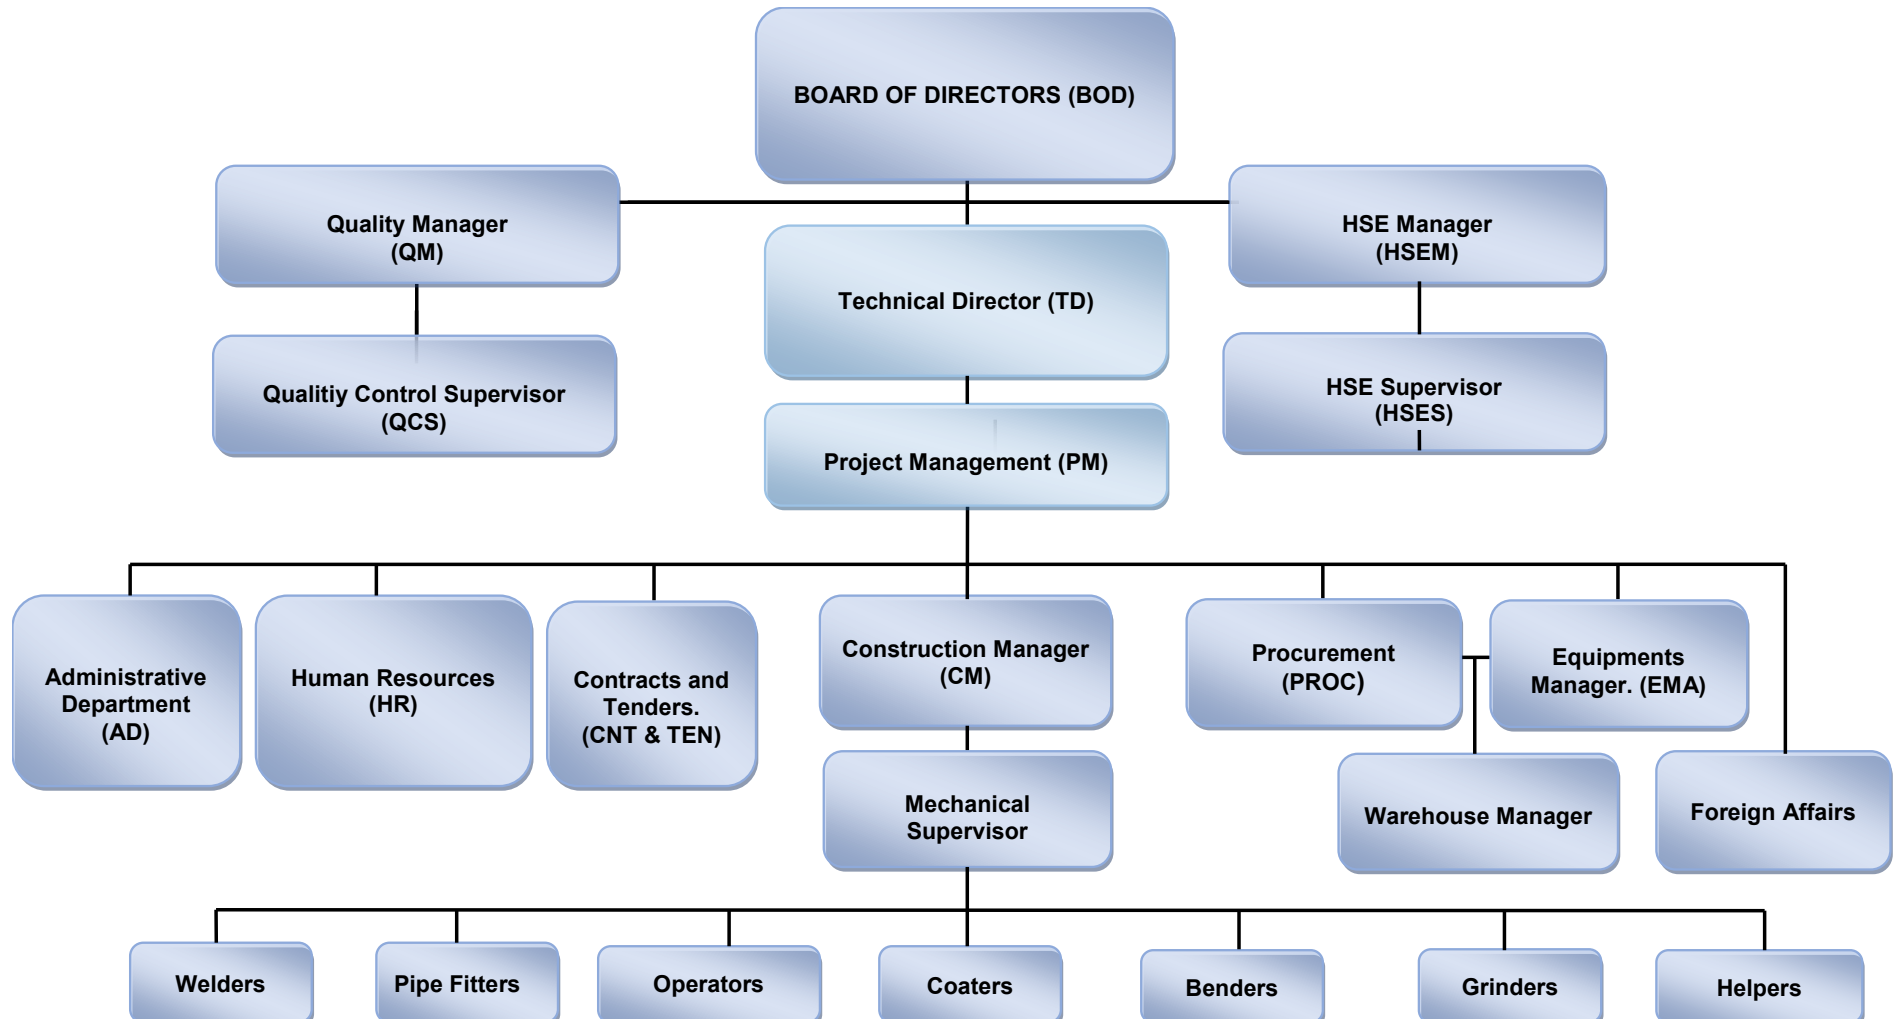 BOARD OF DIRECTORS (BOD)
Quality Manager
(QM)
HSE Manager
(HSEM)
Technical Director (TD)
Qualitiy Control Supervisor
(QCS)
HSE Supervisor
(HSES)
Project Management (PM)
Administrative
Department
(AD)
Human Resources
(HR)
Contracts and
Tenders.
(CNT & TEN)
Construction Manager
(CM)
Procurement
(PROC)
Equipments
Manager. (EMA)
Mechanical
Supervisor
Warehouse Manager
Foreign Affairs
Welders
Pipe Fitters
Operators
Coaters
Benders
Grinders
Helpers